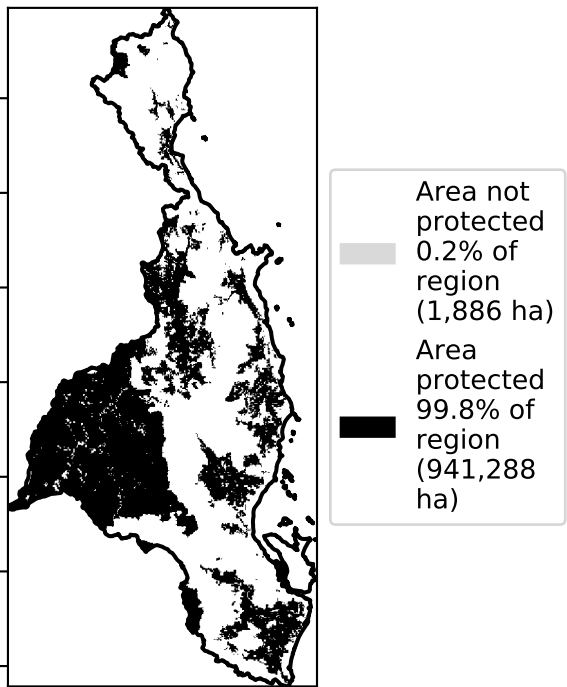 Area not
protected
0.2% of
region
(1,886 ha)
Area
protected
99.8% of
region
(941,288
ha)